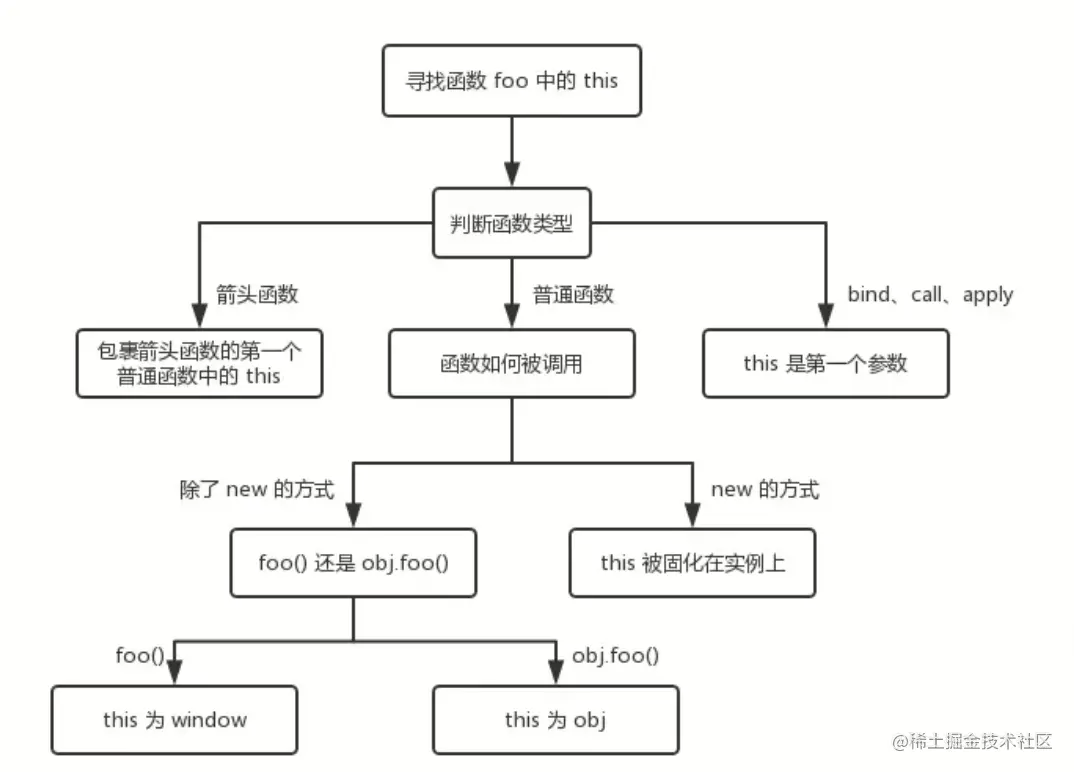 寻找函数 foo 中的 this
判断函数类型
箭头函数
普通函数
bind、call、apply
包裹箭头函数的第一个
普通函数中的 this
函数如何被调用
this 是第一个参数
除了 new 的方式
new 的方式
foo() 还是 obj.foo()
this 被固化在实例上
foo()
obj.foo()
this 为 window
this 为 obj
@稀土掘金技术社区